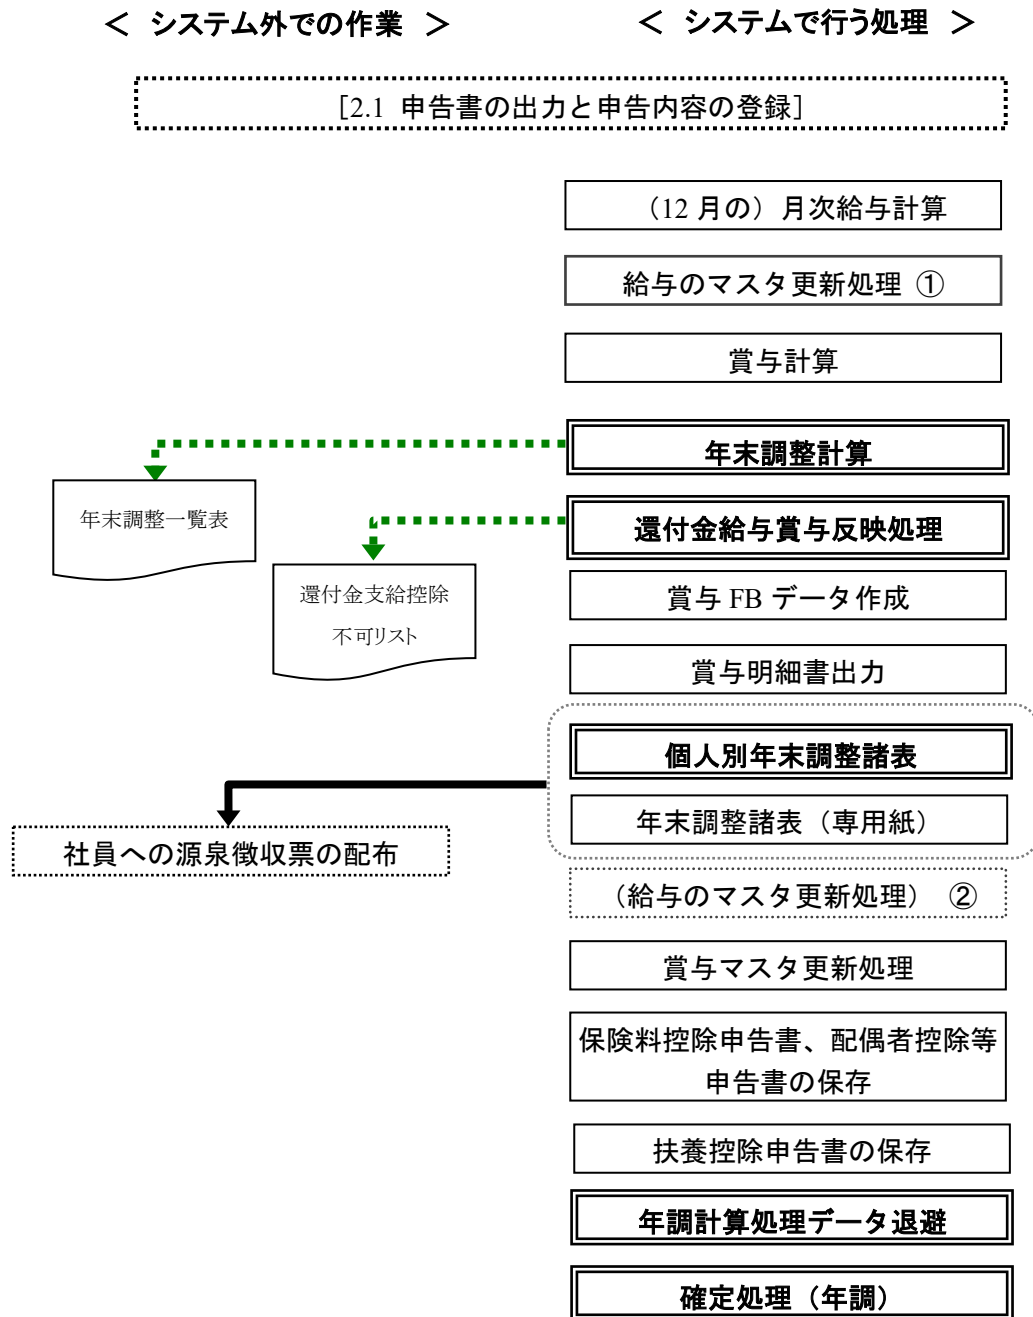 ＜ システム外での作業 ＞
＜ システムで行う処理 ＞
［2.1 申告書の出力と申告内容の登録］
（12 月の）月次給与計算
給与のマスタ更新処理 ①
賞与計算
年末調整計算
年末調整一覧表
還付金給与賞与反映処理
還付金支給控除
不可リスト
賞与 FB データ作成
賞与明細書出力
個人別年末調整諸表
年末調整諸表（専用紙）
社員への源泉徴収票の配布
（給与のマスタ更新処理） ②
賞与マスタ更新処理
保険料控除申告書、配偶者控除等
申告書の保存
扶養控除申告書の保存
年調計算処理データ退避
確定処理（年調）